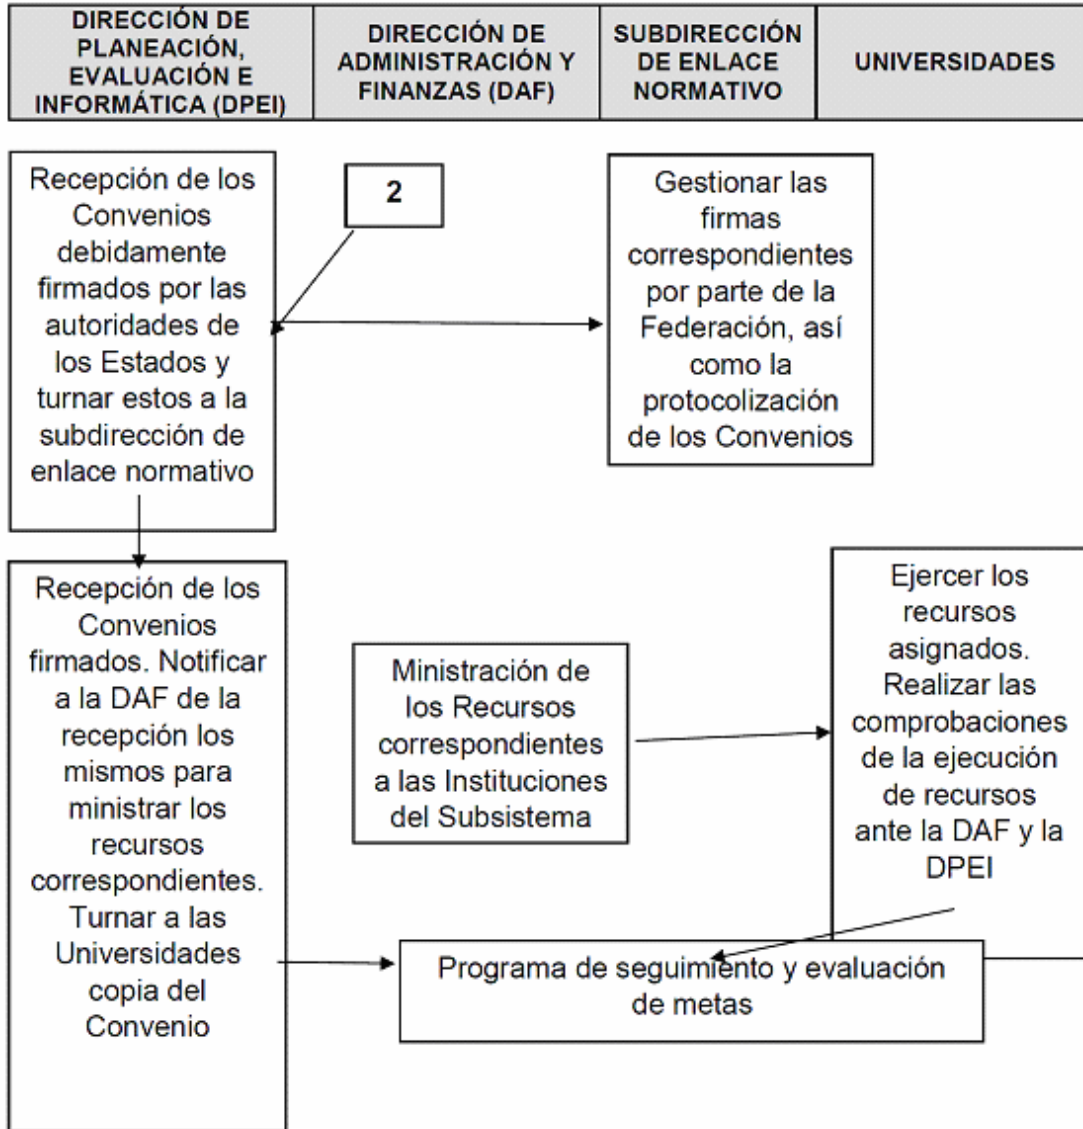 DIRECCIÓN DE
PLANEACIÓN,
EVALUACIÓN E
INFORMÁTICA (DPEI)
DIRECCIÓN DE
ADMINISTRACIÓN Y
FINANZAS (DAF)
SUBDIRECCIÓN
DE ENLACE
NORMATIVO
UNIVERSIDADES
Recepción de los
Convenios
debidamente
firmados por las
autoridades de
los Estados y
turnar estos a la
subdirección de
enlace normativo
2
Gestionar las
firmas
correspondientes
por parte de la
Federación, así
como la
protocolización
de los Convenios
Recepción de los
Convenios
firmados. Notificar
a la DAF de la
recepción los
mismos para
ministrar los
recursos
correspondientes.
Turnar a las
Universidades
copia del
Convenio
Ministración de
los Recursos
correspondientes
a las Instituciones
del Subsistema
Ejercer los
recursos
asignados.
Realizar las
comprobaciones
de la ejecución
de recursos
ante la DAF y la
DPEI
Programa de seguimiento y evaluación
de metas